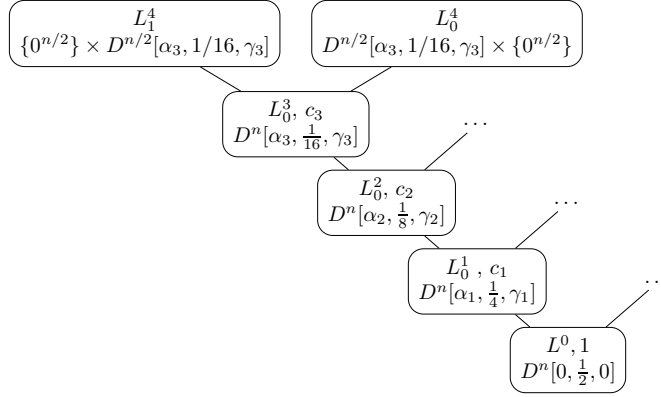 L_1^4
{0^{n/2}} × D^{n/2}[α_3, 1/16, γ_3]
L_0^4
D^{n/2}[α_3, 1/16, γ_3] × {0^{n/2}}
L_0^3, c_3
D^n[α_3, 1/16, γ_3]
...
L_0^2, c_2
D^n[α_2, 1/8, γ_2]
...
L_0^1 , c_1
D^n[α_1, 1/4, γ_1]
..
L^0, 1
D^n[0, 1/2, 0]